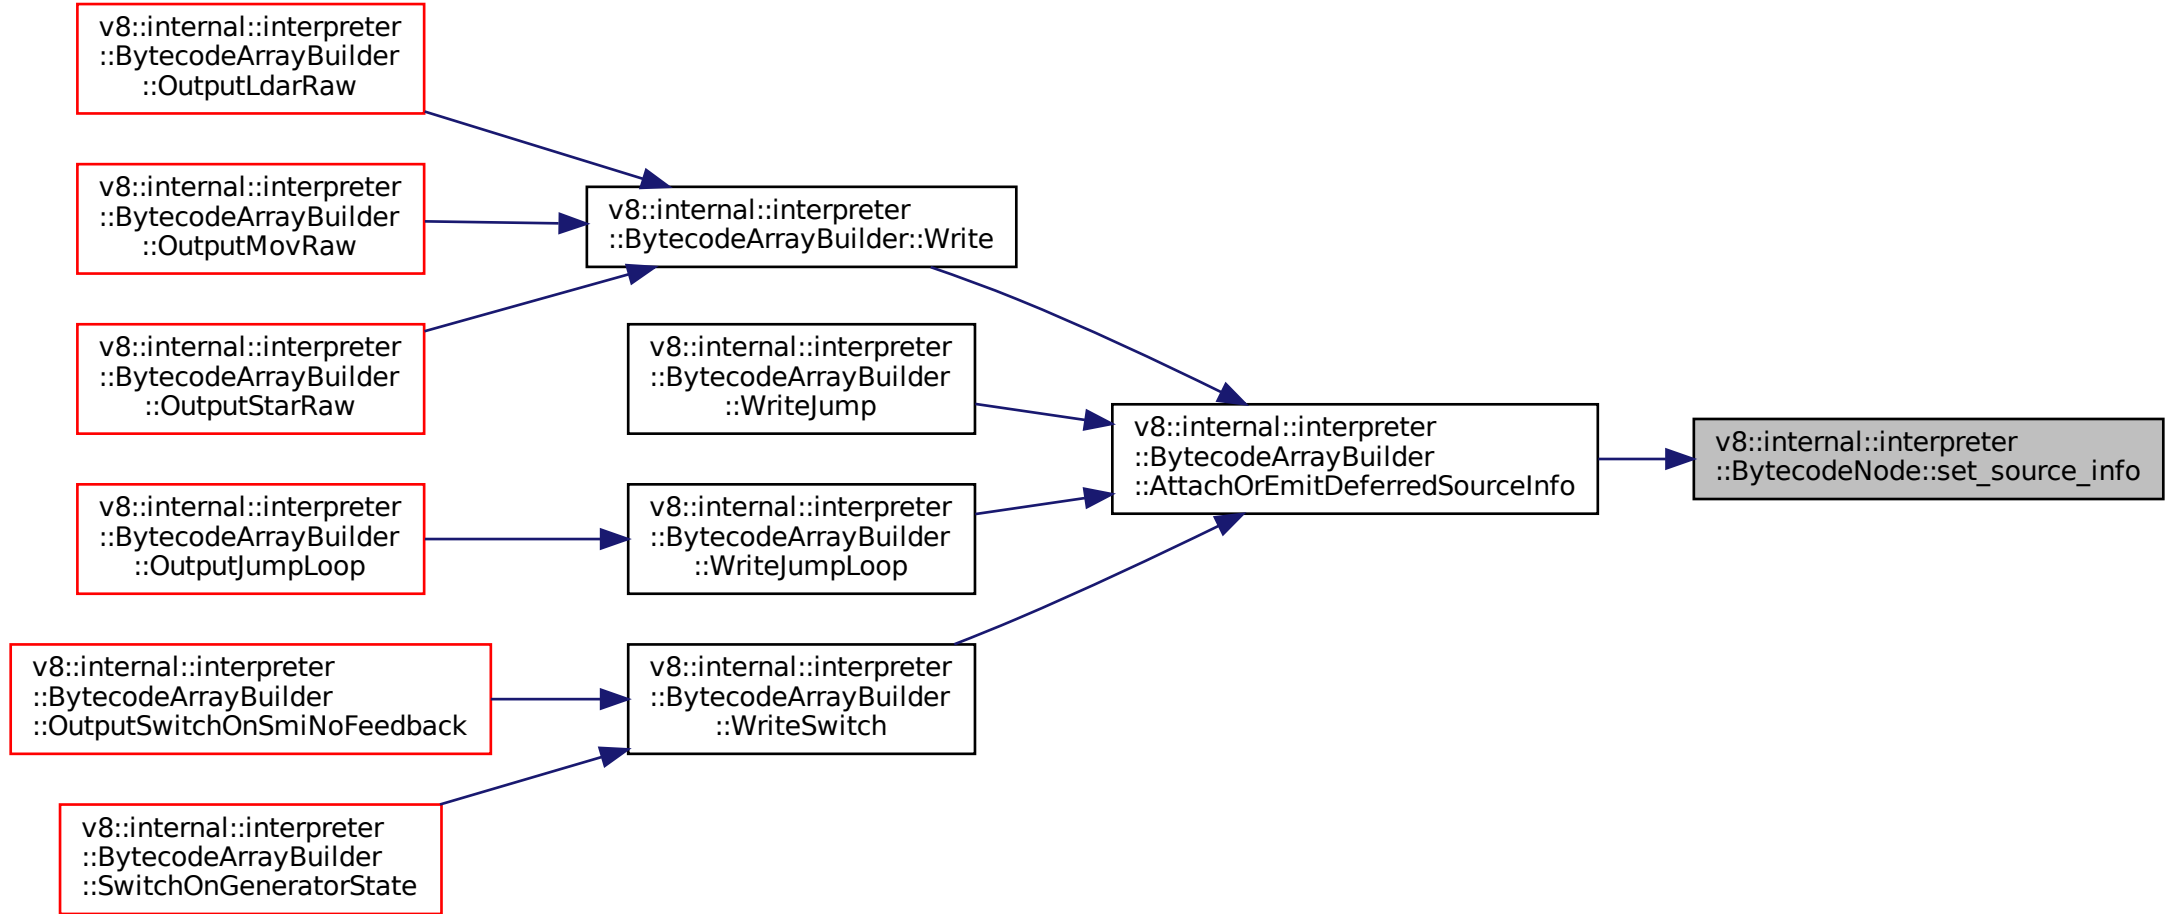 v8::internal::interpreter
::BytecodeArrayBuilder
::OutputLdarRaw
v8::internal::interpreter
::BytecodeArrayBuilder
::OutputMovRaw
v8::internal::interpreter
::BytecodeArrayBuilder
::OutputStarRaw
v8::internal::interpreter
::BytecodeArrayBuilder
::OutputJumpLoop
v8::internal::interpreter
::BytecodeArrayBuilder
::OutputSwitchOnSmiNoFeedback
v8::internal::interpreter
::BytecodeArrayBuilder
::SwitchOnGeneratorState
v8::internal::interpreter
::BytecodeArrayBuilder::Write
v8::internal::interpreter
::BytecodeArrayBuilder
::WriteJump
v8::internal::interpreter
::BytecodeArrayBuilder
::WriteJumpLoop
v8::internal::interpreter
::BytecodeArrayBuilder
::WriteSwitch
v8::internal::interpreter
::BytecodeArrayBuilder
::AttachOrEmitDeferredSourceInfo
v8::internal::interpreter
::BytecodeNode::set_source_info